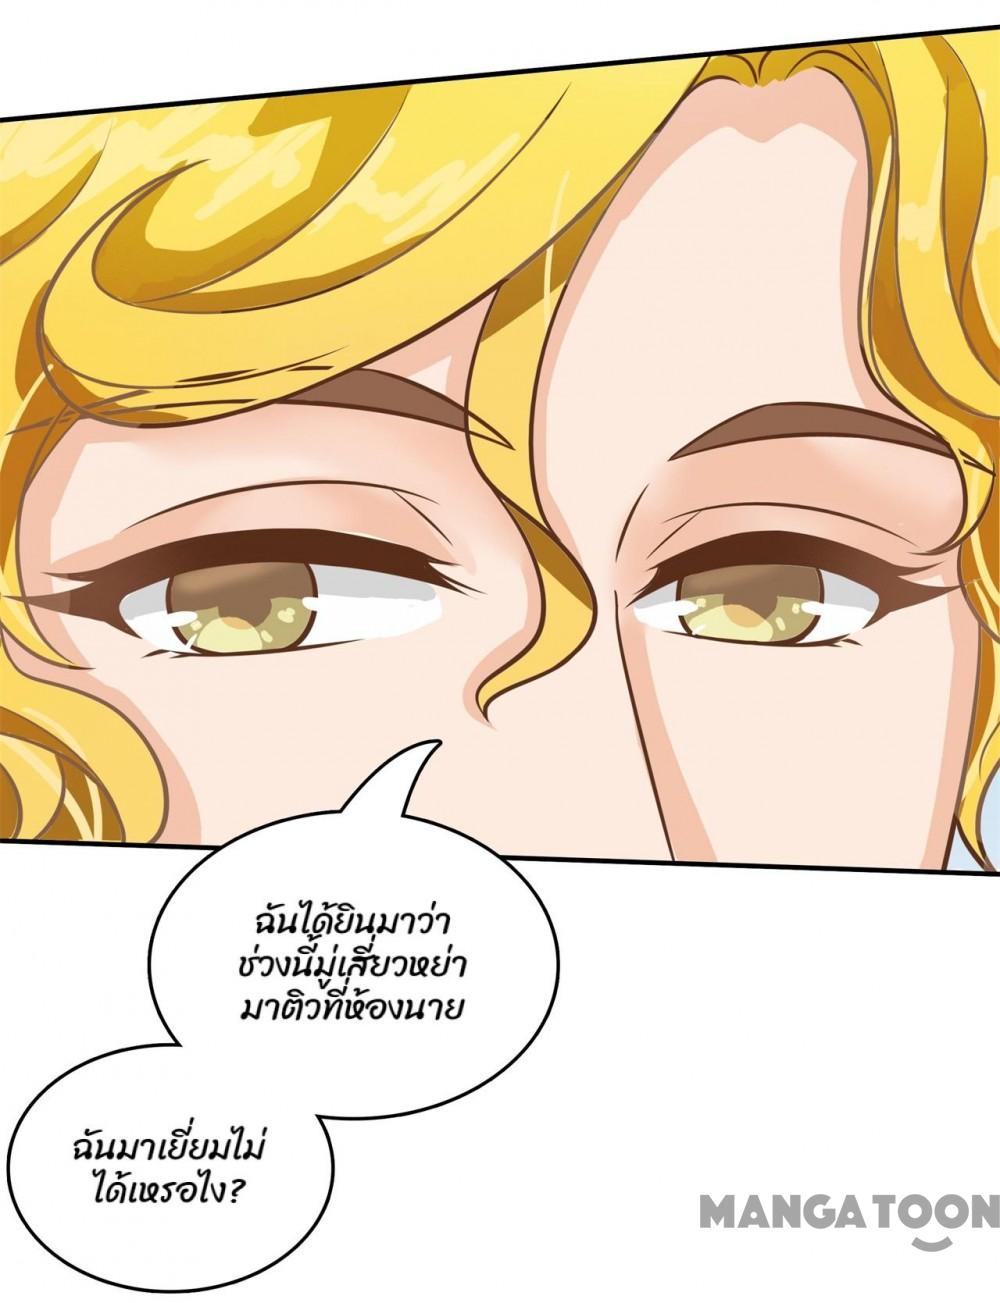 ฉันได้ยินมาว่า
ช่วงนี้มู่เสี่ยวหย่า
มาติวที่ห้องนาย
ฉันมาเยี่ยมไม่
ได้เหรอไง?
MANGATOON